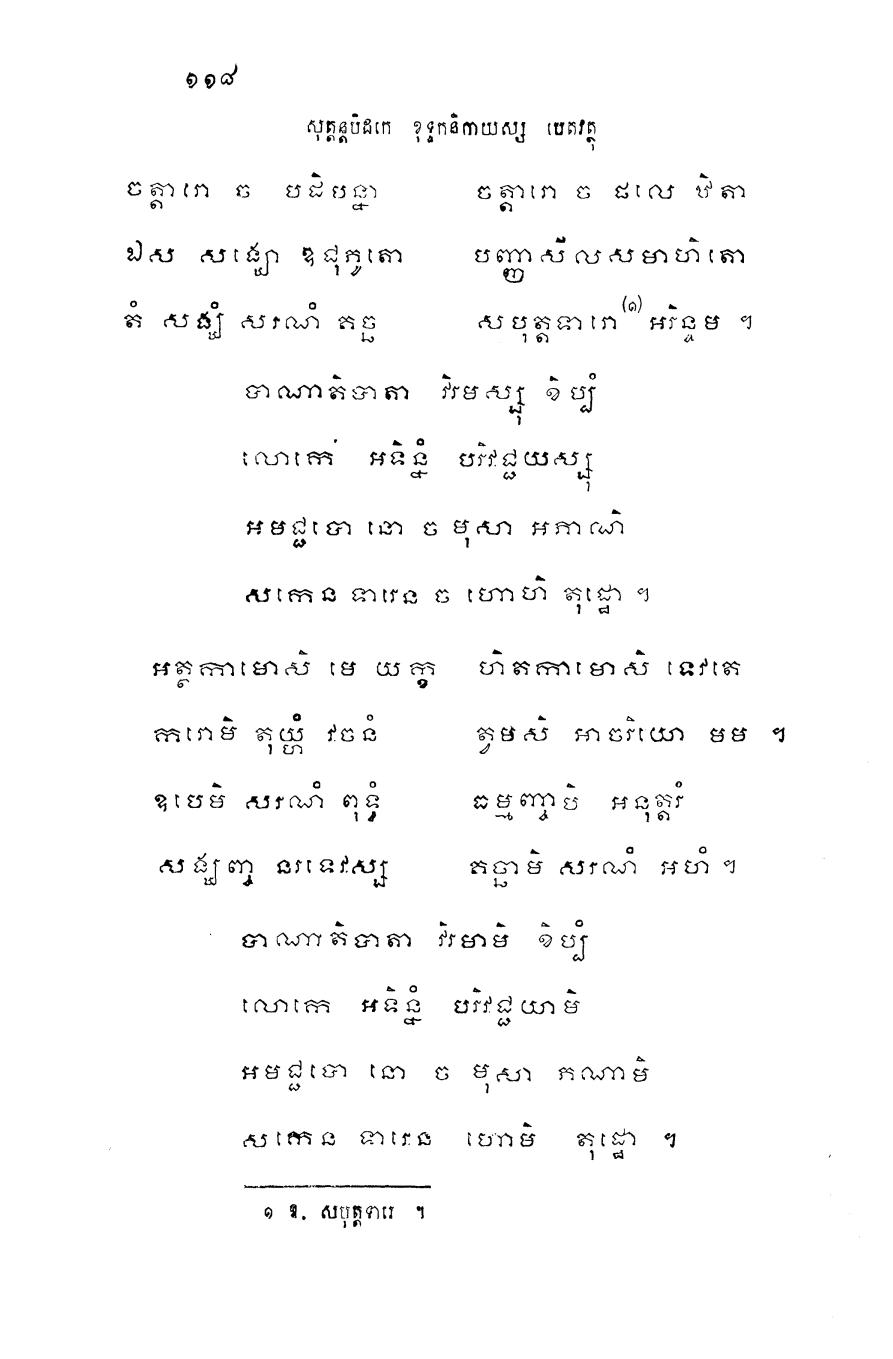 ១១៨
សុត្តន្តបិដកេ ខុទ្ទកនិកាយស្ស បេតវត្ថុ
ចត្តារោ ច បដិបន្នា ចត្តារោ ច ផលេ ឋិតា
ឯស សង្ឃោ ឧជុភូតោ បញ្ញាសីលសមាហិតោ
តំ សង្ឃំ សរណំ គច្ឆ សបុត្តទារោ(១) អរិន្ទម ។
បាណាតិបាតា វិរមស្សុ ខិប្បំ
លោកេ អទិន្នំ បរិវជ្ជយស្សុ
អមជ្ជបោ នោ ច មុសា អភាណិ
សកេន ទារេន ច ហោហិ តុដ្ឋោ ។
អត្ថកាមោសិ មេ យក្ខ ហិតកាមោសិ ទេវតេ
ករោមិ តុយ្ហំ វចនំ ត្វមសិ អាចរិយោ មម ។
ឧបេមិ សរណំ ពុទ្ធំ ធម្មញ្ចាបិ អនុត្តរំ
សង្ឃញ្ច នរទេវស្ស គច្ឆាមិ សរណំ អហំ ។
បាណាតិបាតា វិរមាមិ ខិប្បំ
លោកេ អទិន្នំ បរិវជ្ជយាមិ
អមជ្ជបោ នោ ច មុសា ភណាមិ
សកេន ទារេន ហោមិ តុដ្ឋោ ។
១ ឱ. សបុត្តទារេ ។